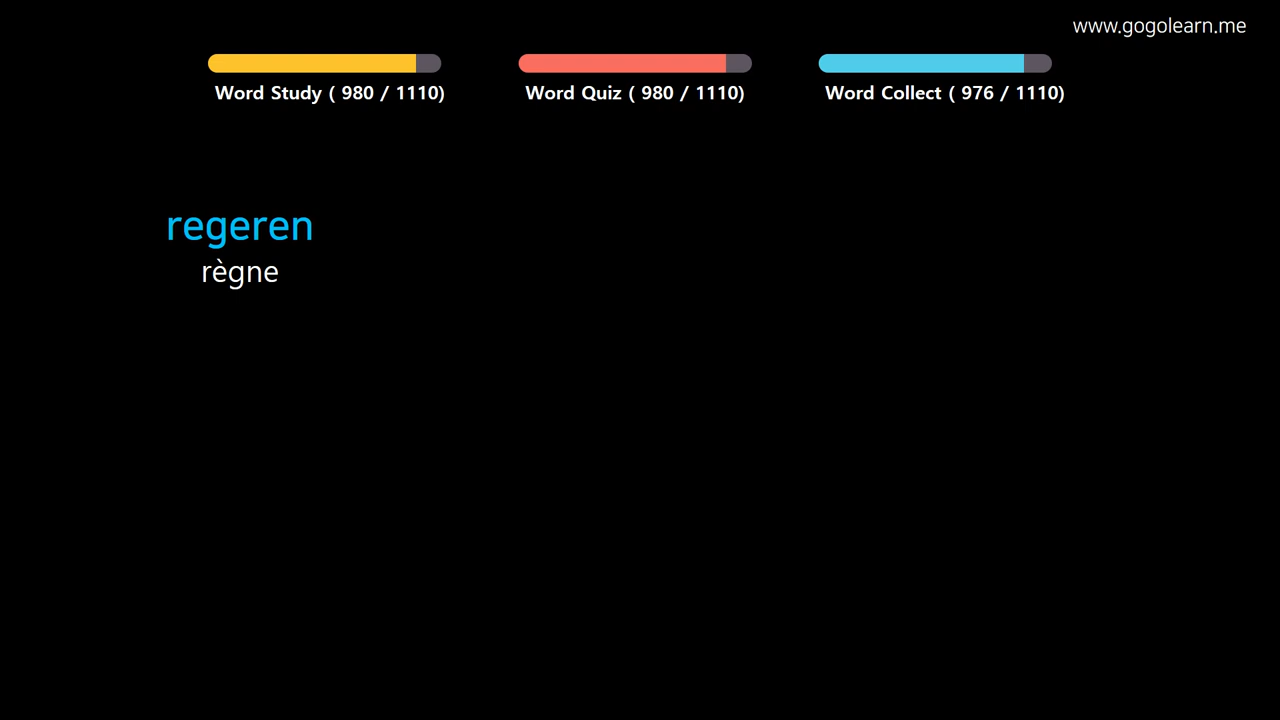 www.gogolearn.me
Word Study ( 980 / 1110)
Word Quiz ( 980 / 1110)
Word Collect ( 976 / 1110)
regeren
règne